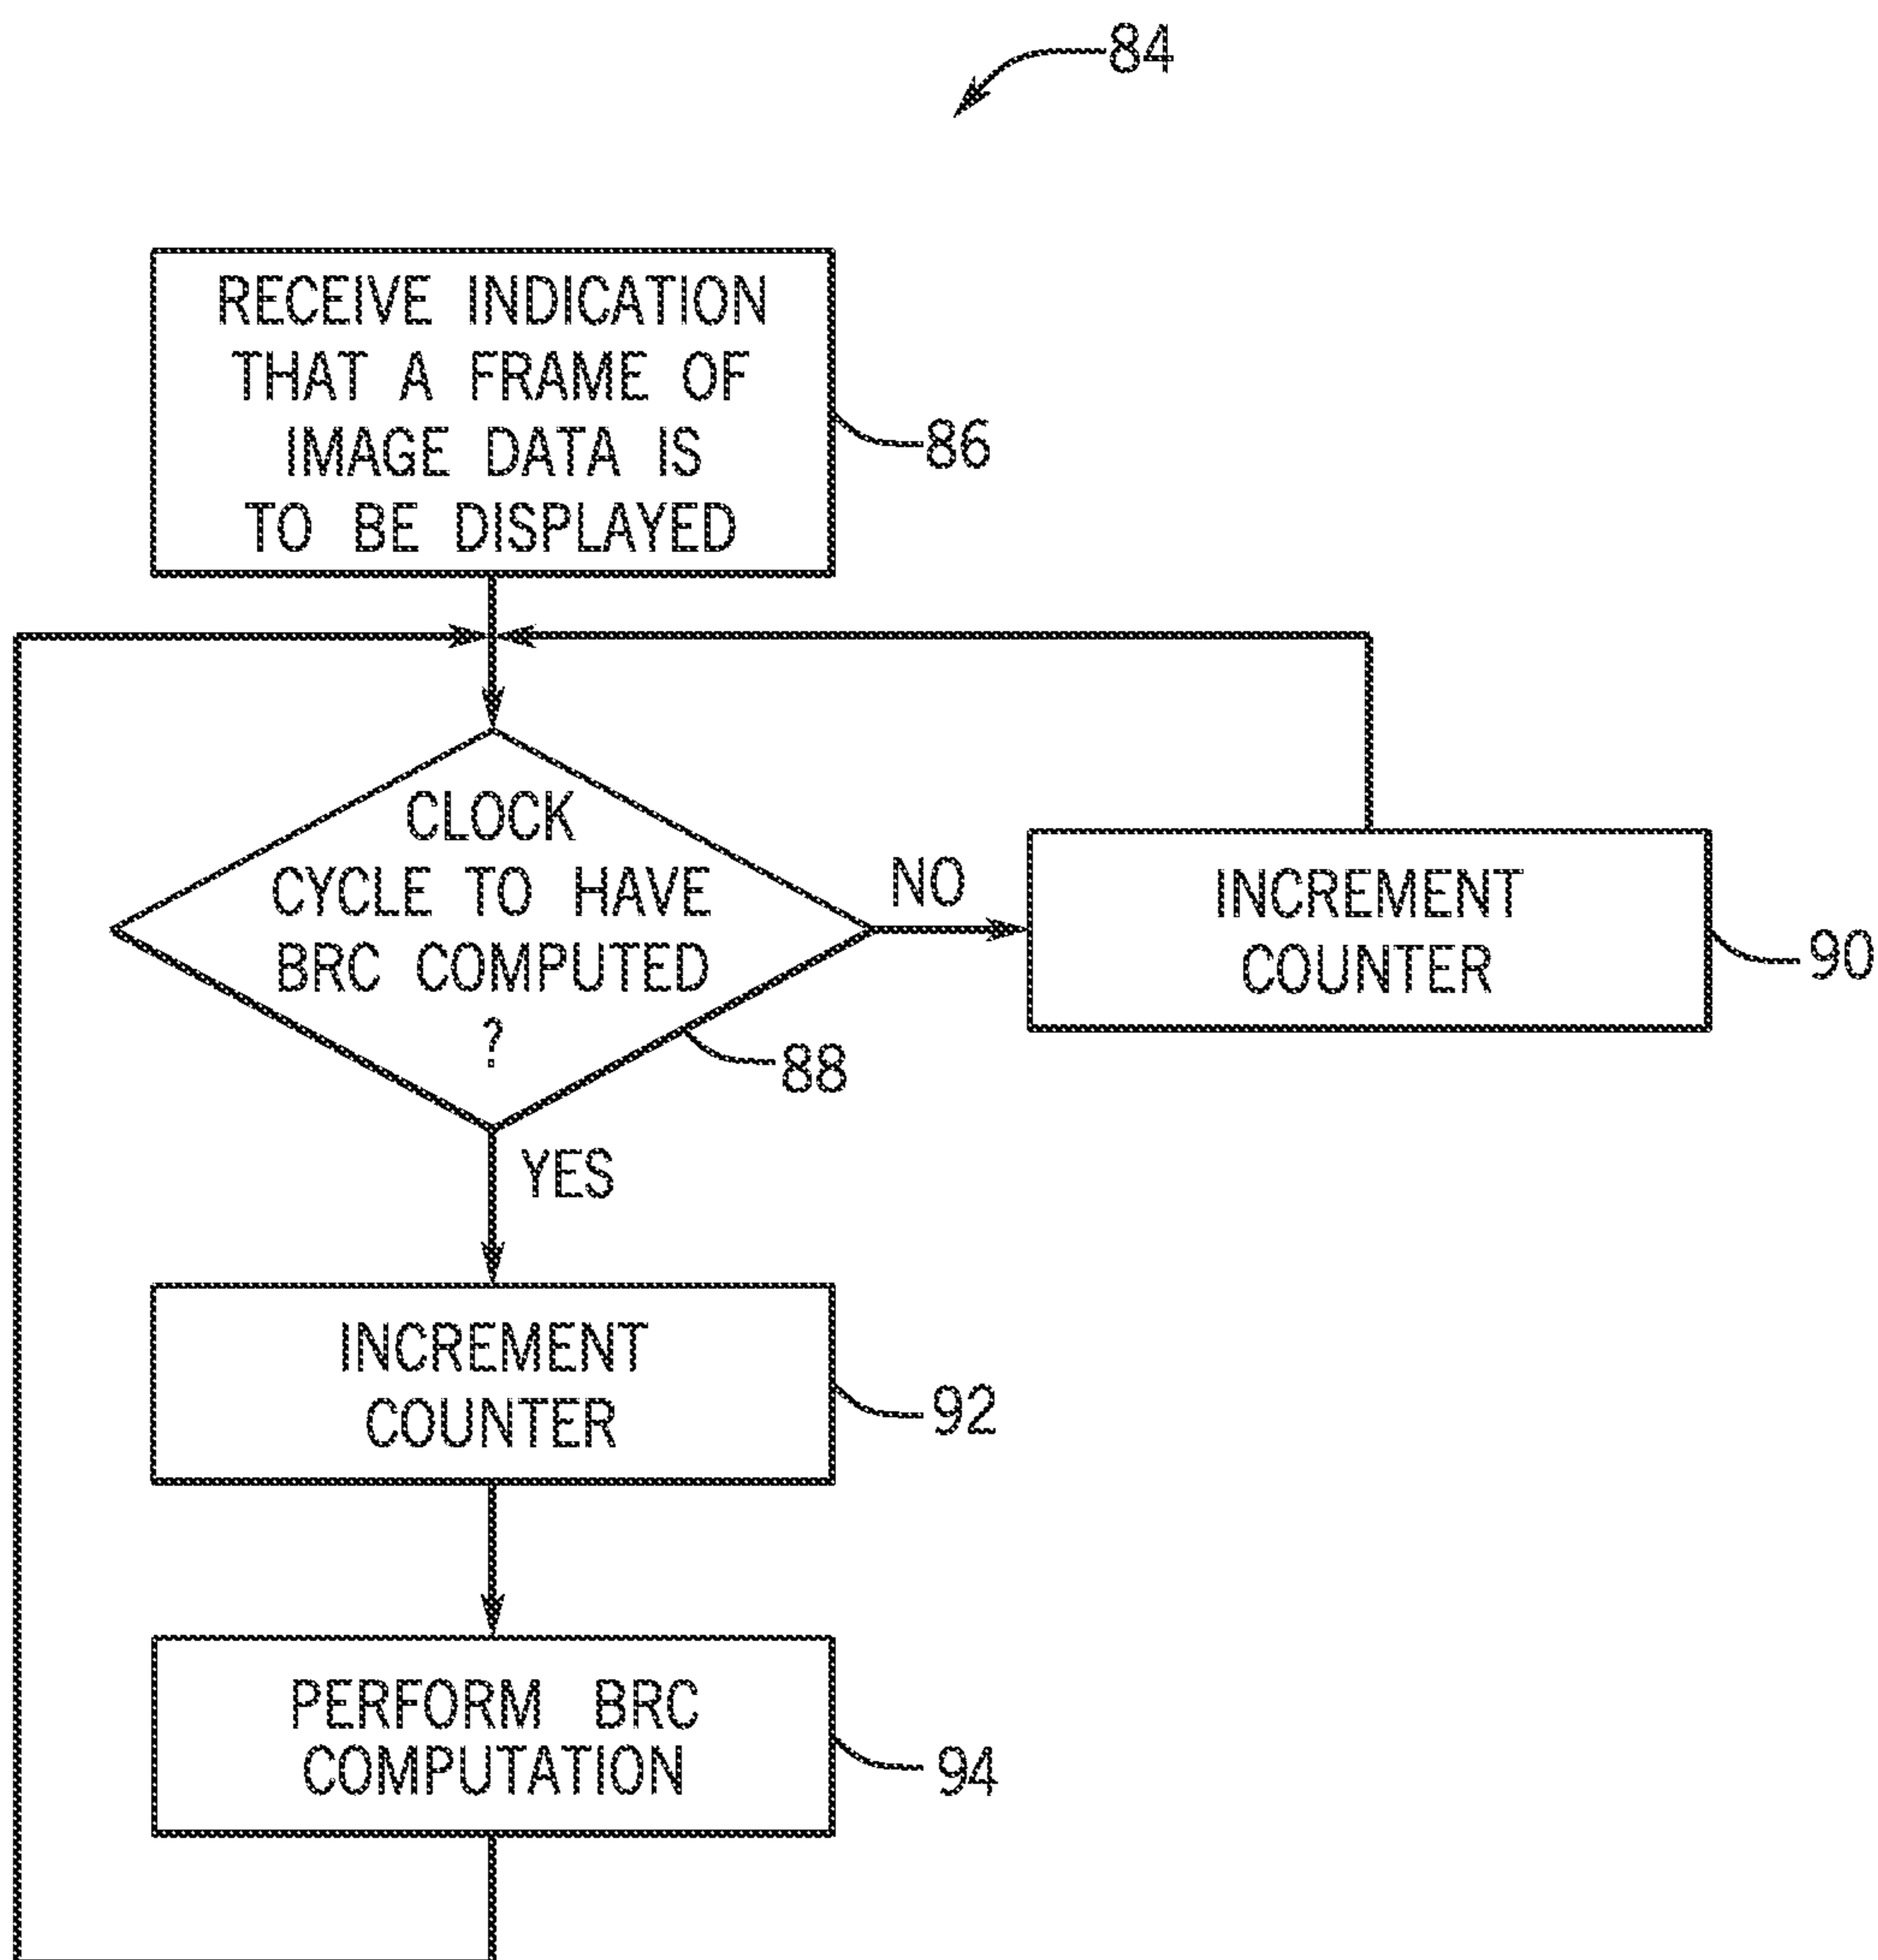 84
RECEIVE INDICATION
THAT A FRAME OF
IMAGE DATA IS
TO BE DISPLAYED
86
CLOCK
CYCLE TO HAVE
BRC COMPUTED
?
88
NO
INCREMENT
COUNTER
90
YES
INCREMENT
COUNTER
92
PERFORM BRC
COMPUTATION
94